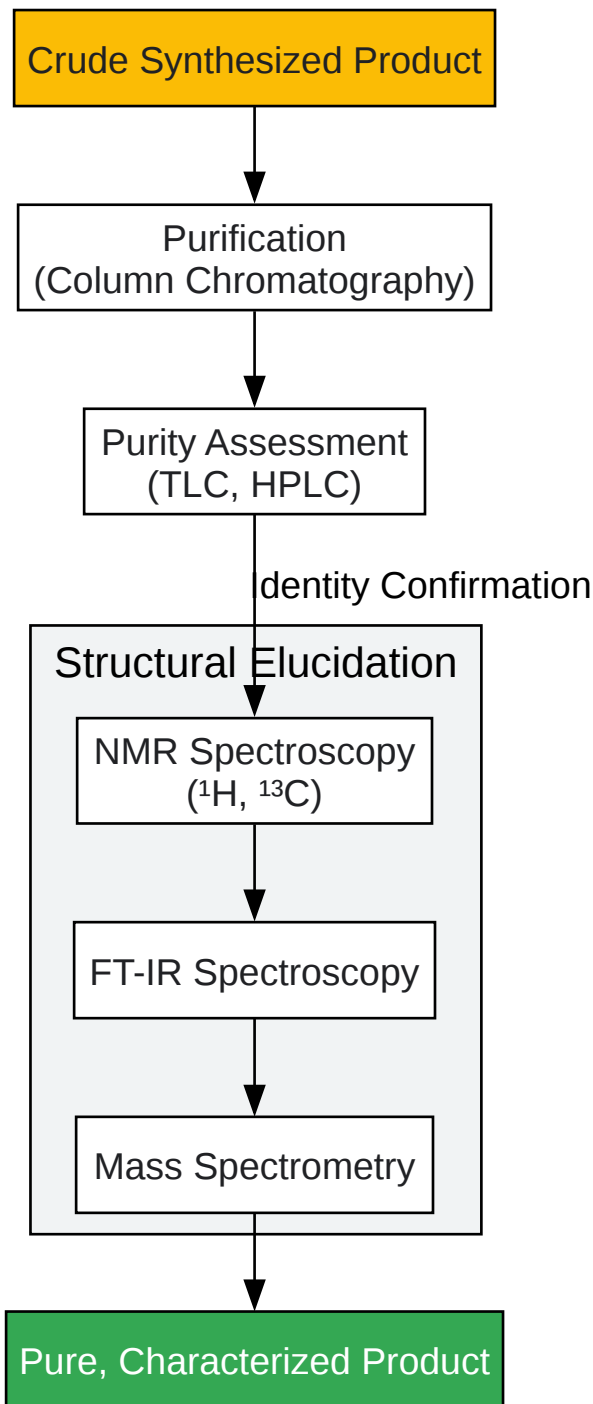 Crude Synthesized Product
Purification
(Column Chromatography)
Purity Assessment
(TLC, HPLC)
Identity Confirmation
Structural Elucidation
NMR Spectroscopy
(¹H, ¹³C)
FT-IR Spectroscopy
Mass Spectrometry
Pure, Characterized Product